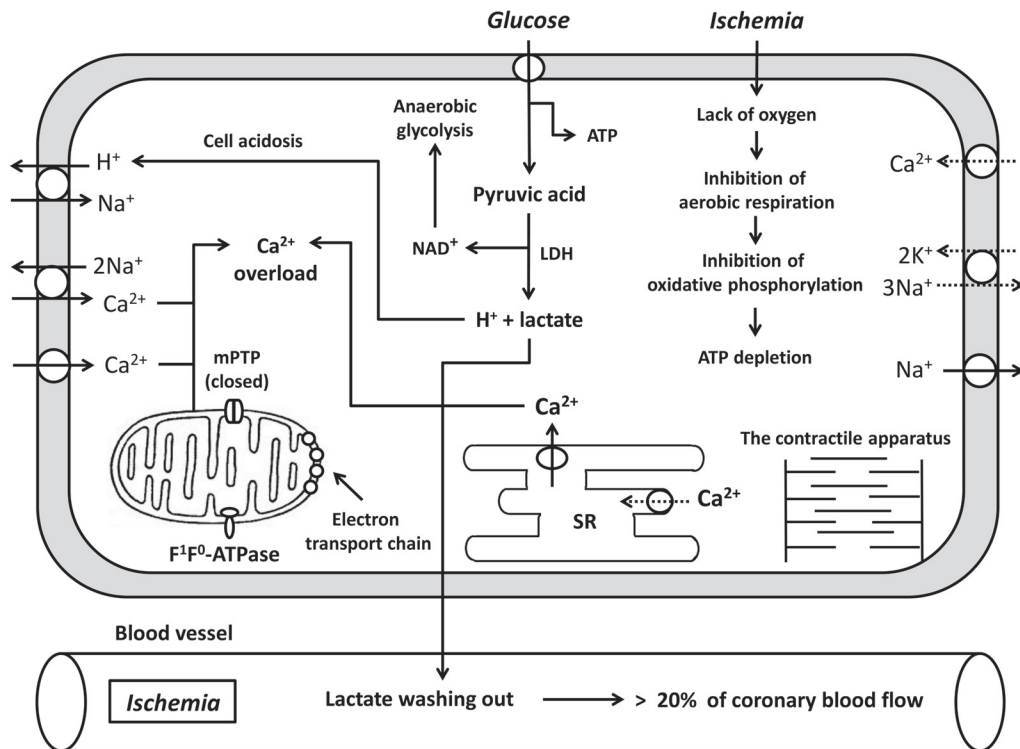 Glucose
Ischemia
Anaerobic
glycolysis
ATP
Lack of oxygen
Cell acidosis
H⁺
Na⁺
Ca²⁺
Pyruvic acid
Inhibition of
aerobic respiration
NAD⁺
LDH
Ca²⁺
overload
2Na⁺
Ca²⁺
2K⁺
3Na⁺
Inhibition of
oxidative phosphorylation
H⁺ + lactate
mPTP
(closed)
Ca²⁺
ATP depletion
Na⁺
Ca²⁺
The contractile apparatus
Ca²⁺
SR
Electron
transport chain
F¹F⁰-ATPase
Blood vessel
Ischemia
Lactate washing out
> 20% of coronary blood flow